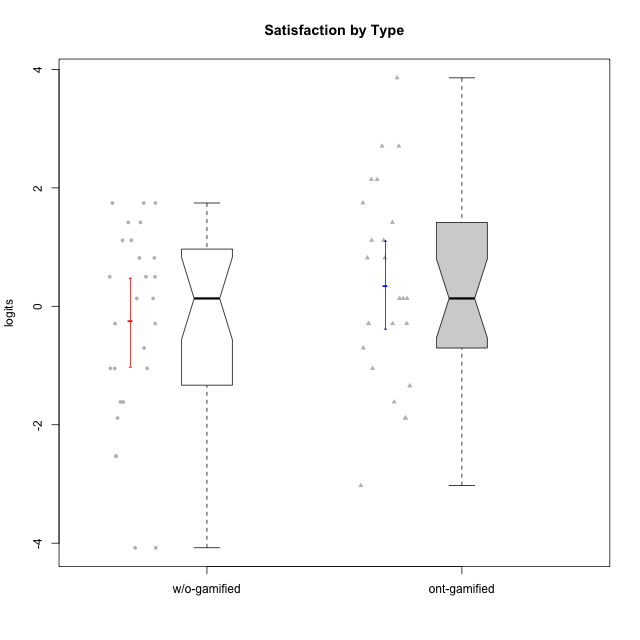 Satisfaction by Type
logits
4
2
0
-2
-4
w/o-gamified
ont-gamified